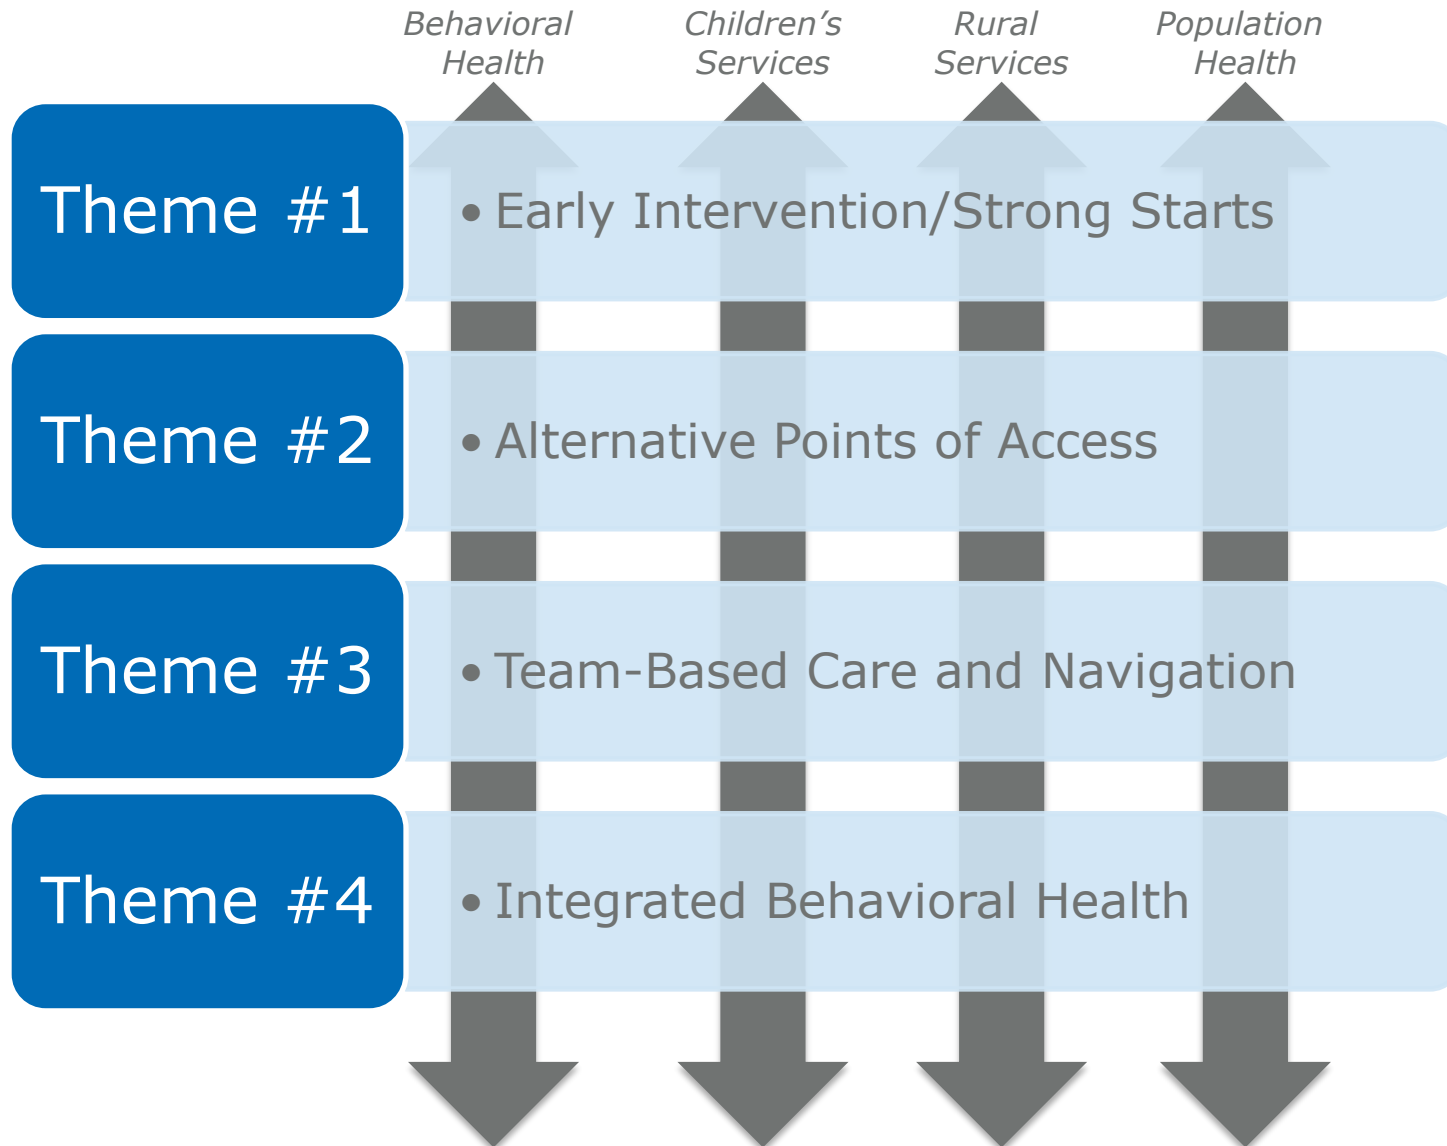 Behavioral
Health
Children’s
Services
Rural
Services
Population
Health
Theme #1
• Early Intervention/Strong Starts
Theme #2
• Alternative Points of Access
Theme #3
• Team-Based Care and Navigation
Theme #4
• Integrated Behavioral Health